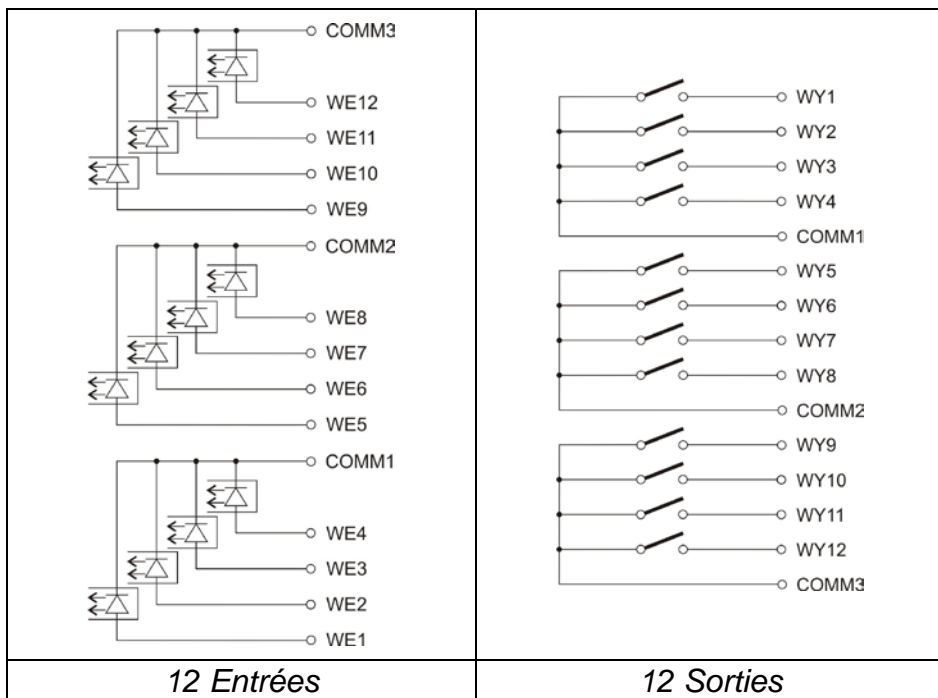 COMM3
WE12
WE11
WE10
WE9
COMM2
WE8
WE7
WE6
WE5
COMM1
WE4
WE3
WE2
WE1
12 Entrées
WY1
WY2
WY3
WY4
COMM1
WY5
WY6
WY7
WY8
COMM2
WY9
WY10
WY11
WY12
COMM3
12 Sorties